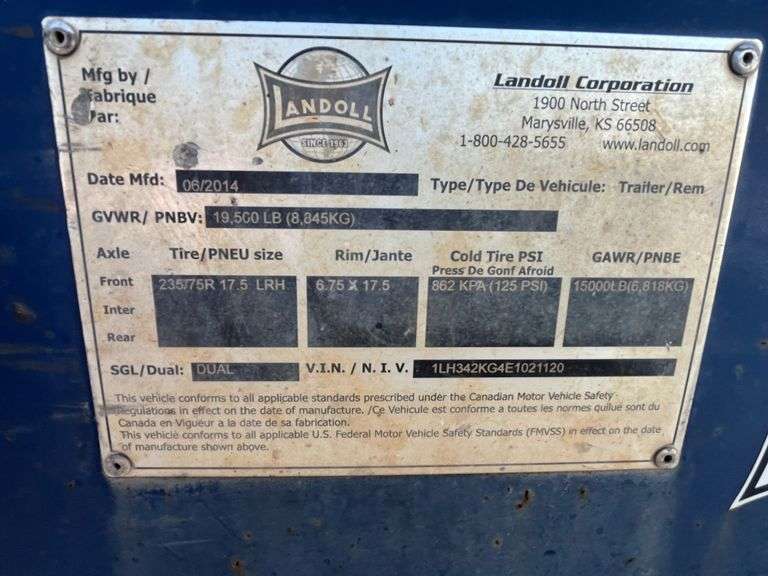 Mfg by /
Fabrique
Par:
LANDOLL
SINCE 1963
Landoll Corporation
1900 North Street
Marysville, KS 66508
1-800-428-5655 www.landoll.com
Date Mfd: 06/2014 Type/Type De Vehicule: Trailer/Rem
GVWR/ PNBV: 19,500 LB (8,845KG)
Axle Tire/PNEU size Rim/Jante Cold Tire PSI GAWR/PNBE
Press De Gonf Afroid
Front 235/75R 17.5 LRH 6.75 X 17.5 862 KPA (125 PSI) 15000LB(6,818KG)
Inter
Rear
SGL/Dual: DUAL V.I.N. / N. I. V. 1LH342KG4E1021120
This vehicle conforms to all applicable standards prescribed under the Canadian Motor Vehicle Safety
Regulations in effect on the date of manufacture. /Ce Vehicule est conforme a toutes les normes quilue sont du
Canada en Vigueur a la date de sa fabrication.
This vehicle conforms to all applicable U.S. Federal Motor Vehicle Safety Standards (FMVSS) in effect on the date
of manufacture shown above.